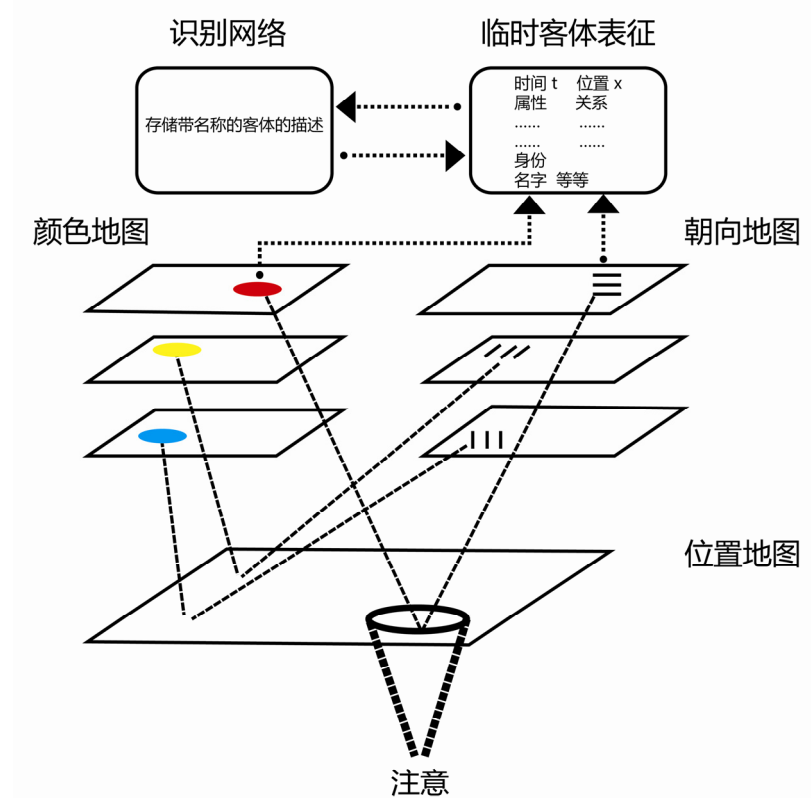 识别网络
临时客体表征
存储带名称的客体的描述
时间 t 位置 x
属性 关系
...... ......
...... ......
身份
名字 等等
颜色地图
朝向地图
位置地图
注意